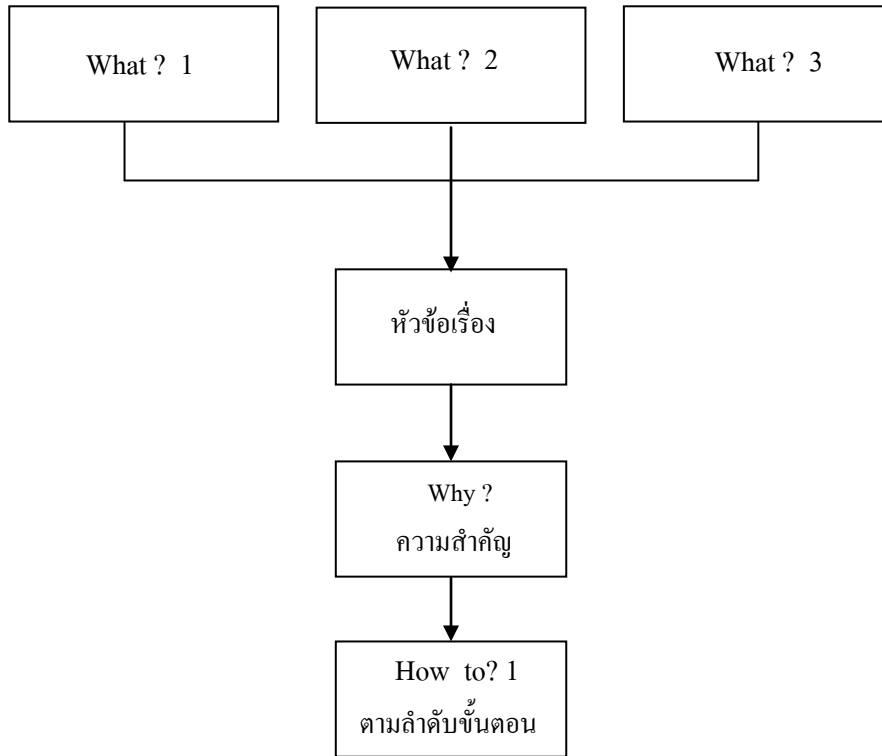 What ? 1
What ? 2
What ? 3
หัวข้อเรื่อง
Why ?
ความสำคัญ
How to? 1
ตามลำดับขั้นตอน